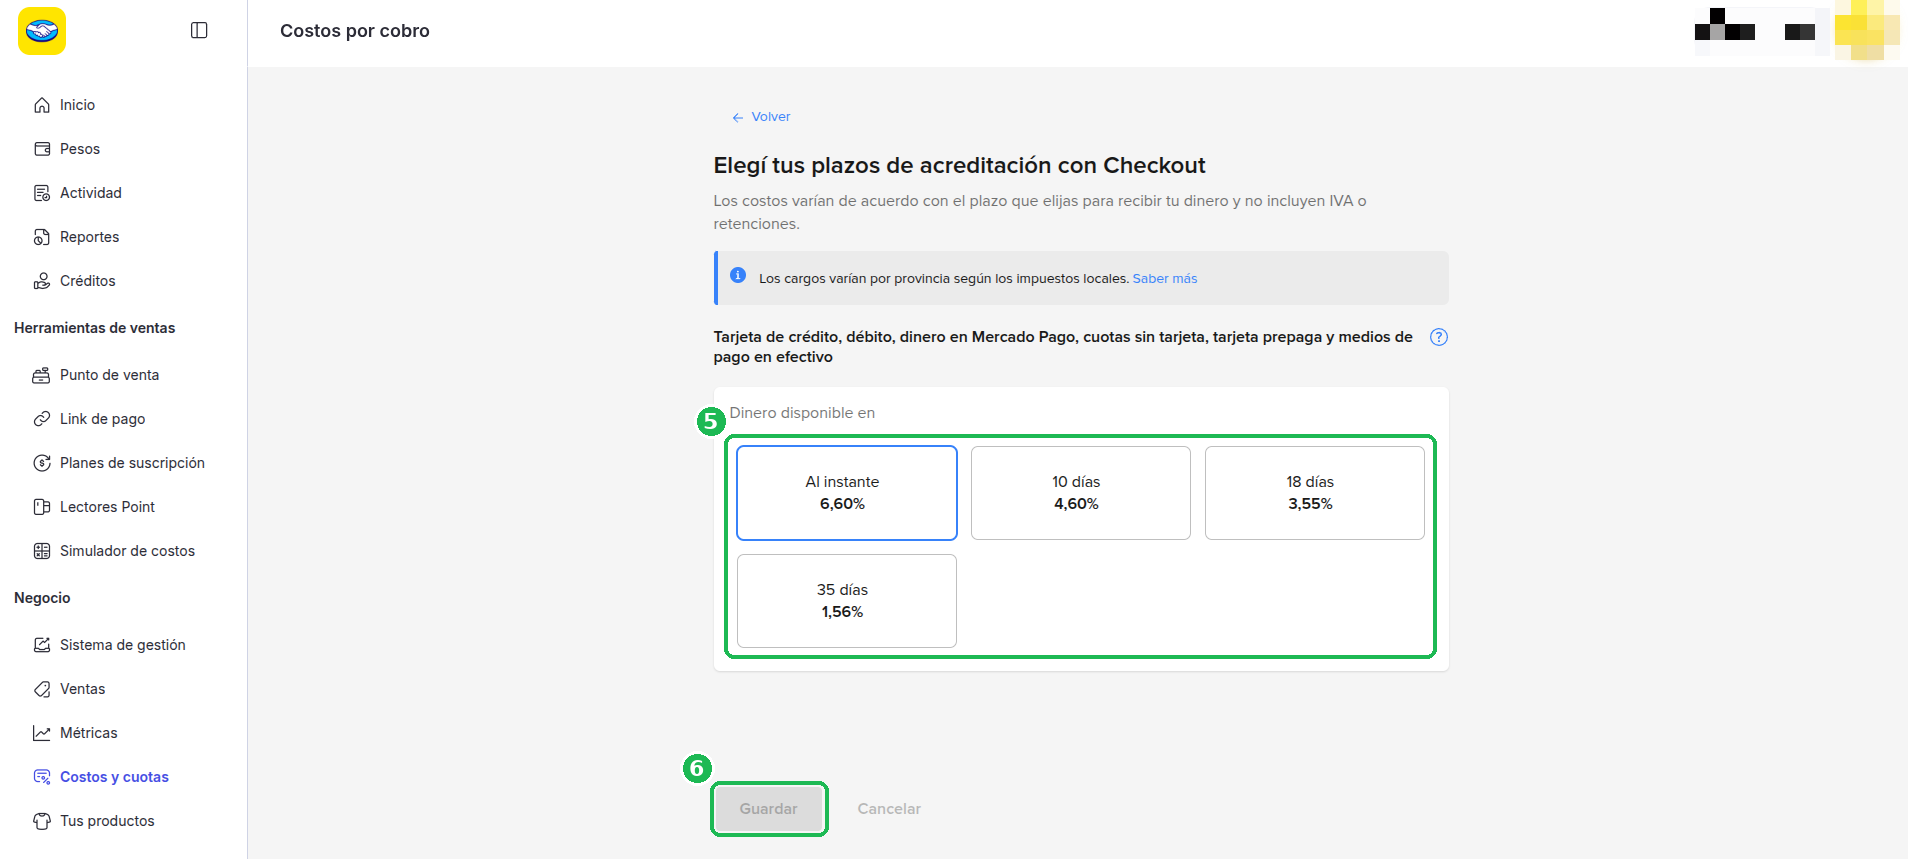 Costos por cobro
Inicio
Pesos
Actividad
Reportes
Créditos
Herramientas de ventas
Punto de venta
Link de pago
Planes de suscripción
Lectores Point
Simulador de costos
Negocio
Sistema de gestión
Ventas
Métricas
Costos y cuotas
Tus productos
Volver
Elegí tus plazos de acreditación con Checkout
Los costos varían de acuerdo con el plazo que elijas para recibir tu dinero y no incluyen IVA o
retenciones.
Los cargos varían por provincia según los impuestos locales. Saber más
Tarjeta de crédito, débito, dinero en Mercado Pago, cuotas sin tarjeta, tarjeta prepaga y medios de
pago en efectivo
5
Dinero disponible en
Al instante
6,60%
10 días
4,60%
18 días
3,55%
35 días
1,56%
6
Guardar
Cancelar